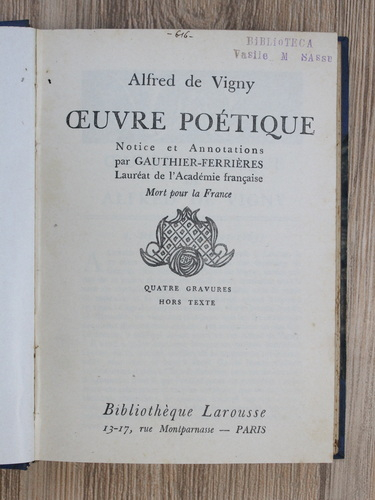 -616-
BIBLIOTECA
Vasile M SASSE
Alfred de Vigny
ŒUVRE POÉTIQUE
Notice et Annotations
par GAUTHIER-FERRIÈRES
Lauréat de l'Académie française
Mort pour la France
QUATRE GRAVURES
HORS TEXTE
Bibliothèque Larousse
13-17, rue Montparnasse — PARIS